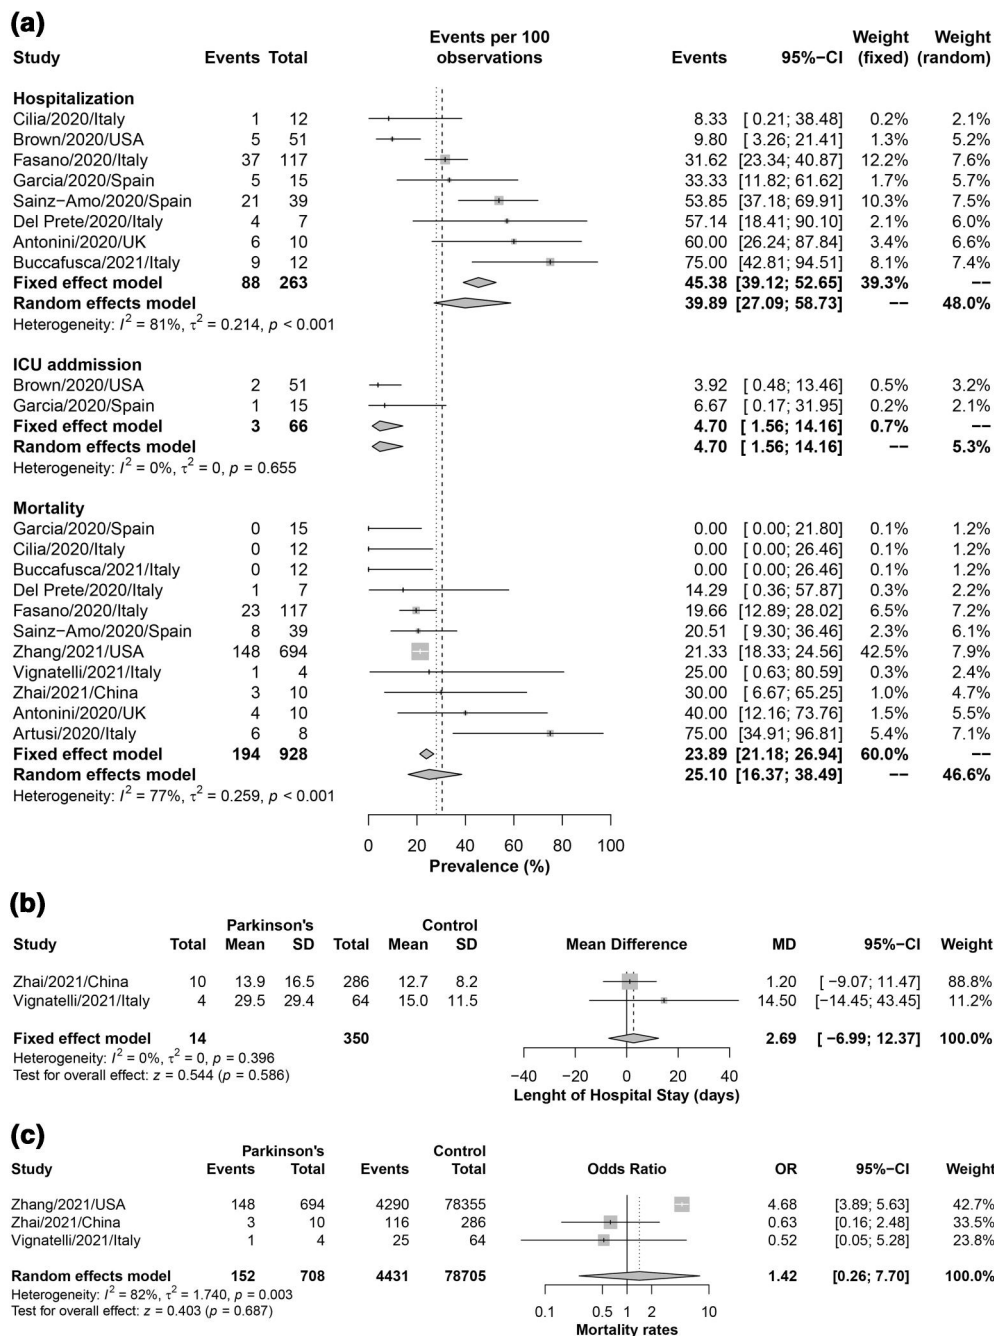 (a)
Events per 100 Weight Weight
Study Events Total observations Events 95%−CI (fixed) (random)
Hospitalization
Cilia/2020/Italy 1 12 8.33 [ 0.21; 38.48] 0.2% 2.1%
Brown/2020/USA 5 51 9.80 [ 3.26; 21.41] 1.3% 5.2%
Fasano/2020/Italy 37 117 31.62 [23.34; 40.87] 12.2% 7.6%
Garcia/2020/Spain 5 15 33.33 [11.82; 61.62] 1.7% 5.7%
Sainz−Amo/2020/Spain 21 39 53.85 [37.18; 69.91] 10.3% 7.5%
Del Prete/2020/Italy 4 7 57.14 [18.41; 90.10] 2.1% 6.0%
Antonini/2020/UK 6 10 60.00 [26.24; 87.84] 3.4% 6.6%
Buccafusca/2021/Italy 9 12 75.00 [42.81; 94.51] 8.1% 7.4%
Fixed effect model 88 263 45.38 [39.12; 52.65] 39.3% −−
Random effects model 39.89 [27.09; 58.73] −− 48.0%
Heterogeneity: I² = 81%, τ² = 0.214, p < 0.001
ICU addmission
Brown/2020/USA 2 51 3.92 [ 0.48; 13.46] 0.5% 3.2%
Garcia/2020/Spain 1 15 6.67 [ 0.17; 31.95] 0.2% 2.1%
Fixed effect model 3 66 4.70 [ 1.56; 14.16] 0.7% −−
Random effects model 4.70 [ 1.56; 14.16] −− 5.3%
Heterogeneity: I² = 0%, τ² = 0, p = 0.655
Mortality
Garcia/2020/Spain 0 15 0.00 [ 0.00; 21.80] 0.1% 1.2%
Cilia/2020/Italy 0 12 0.00 [ 0.00; 26.46] 0.1% 1.2%
Buccafusca/2021/Italy 0 12 0.00 [ 0.00; 26.46] 0.1% 1.2%
Del Prete/2020/Italy 1 7 14.29 [ 0.36; 57.87] 0.3% 2.2%
Fasano/2020/Italy 23 117 19.66 [12.89; 28.02] 6.5% 7.2%
Sainz−Amo/2020/Spain 8 39 20.51 [ 9.30; 36.46] 2.3% 6.1%
Zhang/2021/USA 148 694 21.33 [18.33; 24.56] 42.5% 7.9%
Vignatelli/2021/Italy 1 4 25.00 [ 0.63; 80.59] 0.3% 2.4%
Zhai/2021/China 3 10 30.00 [ 6.67; 65.25] 1.0% 4.7%
Antonini/2020/UK 4 10 40.00 [12.16; 73.76] 1.5% 5.5%
Artusi/2020/Italy 6 8 75.00 [34.91; 96.81] 5.4% 7.1%
Fixed effect model 194 928 23.89 [21.18; 26.94] 60.0% −−
Random effects model 25.10 [16.37; 38.49] −− 46.6%
Heterogeneity: I² = 77%, τ² = 0.259, p < 0.001
0 20 40 60 80 100
Prevalence (%)
(b)
Parkinson's Control
Study Total Mean SD Total Mean SD Mean Difference MD 95%−CI Weight
Zhai/2021/China 10 13.9 16.5 286 12.7 8.2 1.20 [ −9.07; 11.47] 88.8%
Vignatelli/2021/Italy 4 29.5 29.4 64 15.0 11.5 14.50 [−14.45; 43.45] 11.2%
Fixed effect model 14 350 2.69 [ −6.99; 12.37] 100.0%
Heterogeneity: I² = 0%, τ² = 0, p = 0.396
Test for overall effect: z = 0.544 (p = 0.586)
−40 −20 0 20 40
Lenght of Hospital Stay (days)
(c)
Parkinson's Control
Study Events Total Events Total Odds Ratio OR 95%−CI Weight
Zhang/2021/USA 148 694 4290 78355 4.68 [3.89; 5.63] 42.7%
Zhai/2021/China 3 10 116 286 0.63 [0.16; 2.48] 33.5%
Vignatelli/2021/Italy 1 4 25 64 0.52 [0.05; 5.28] 23.8%
Random effects model 152 708 4431 78705 1.42 [0.26; 7.70] 100.0%
Heterogeneity: I² = 82%, τ² = 1.740, p = 0.003
Test for overall effect: z = 0.403 (p = 0.687)
0.1 0.5 1 2 10
Mortality rates